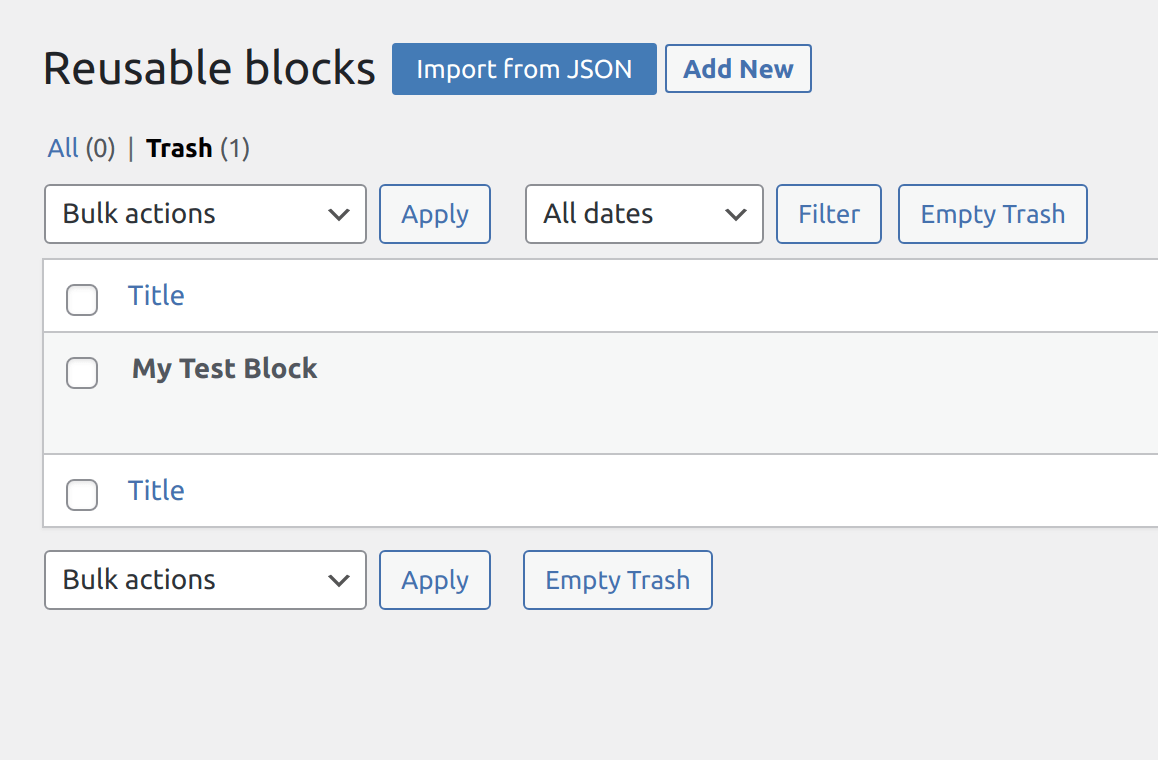 Reusable blocks Import from JSON Add New
All (0) | Trash (1)
Bulk actions Apply All dates Filter Empty Trash
Title
My Test Block
Title
Bulk actions Apply Empty Trash